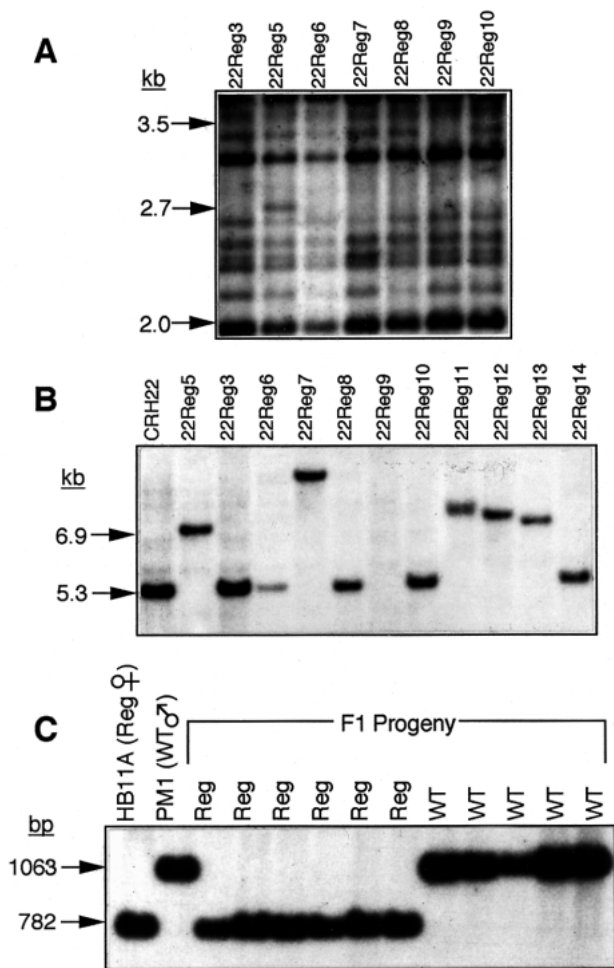 A
kb
22Reg3
22Reg5
22Reg6
22Reg7
22Reg8
22Reg9
22Reg10
3.5
2.7
2.0
B
kb
CRH22
22Reg5
22Reg3
22Reg6
22Reg7
22Reg8
22Reg9
22Reg10
22Reg11
22Reg12
22Reg13
22Reg14
6.9
5.3
C
bp
HB11A (Reg ♀)
PM1 (WT♂)
F1 Progeny
Reg
Reg
Reg
Reg
Reg
Reg
WT
WT
WT
WT
WT
1063
782